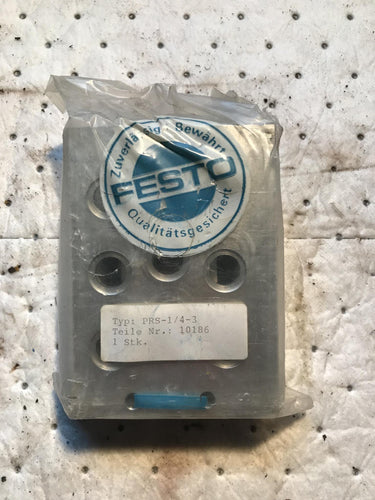 Zuverlässig Bewährt
FESTO
Qualitätsgesichert
Typ: PRS-1/4-3
Teile Nr.: 10186
1 Stk.